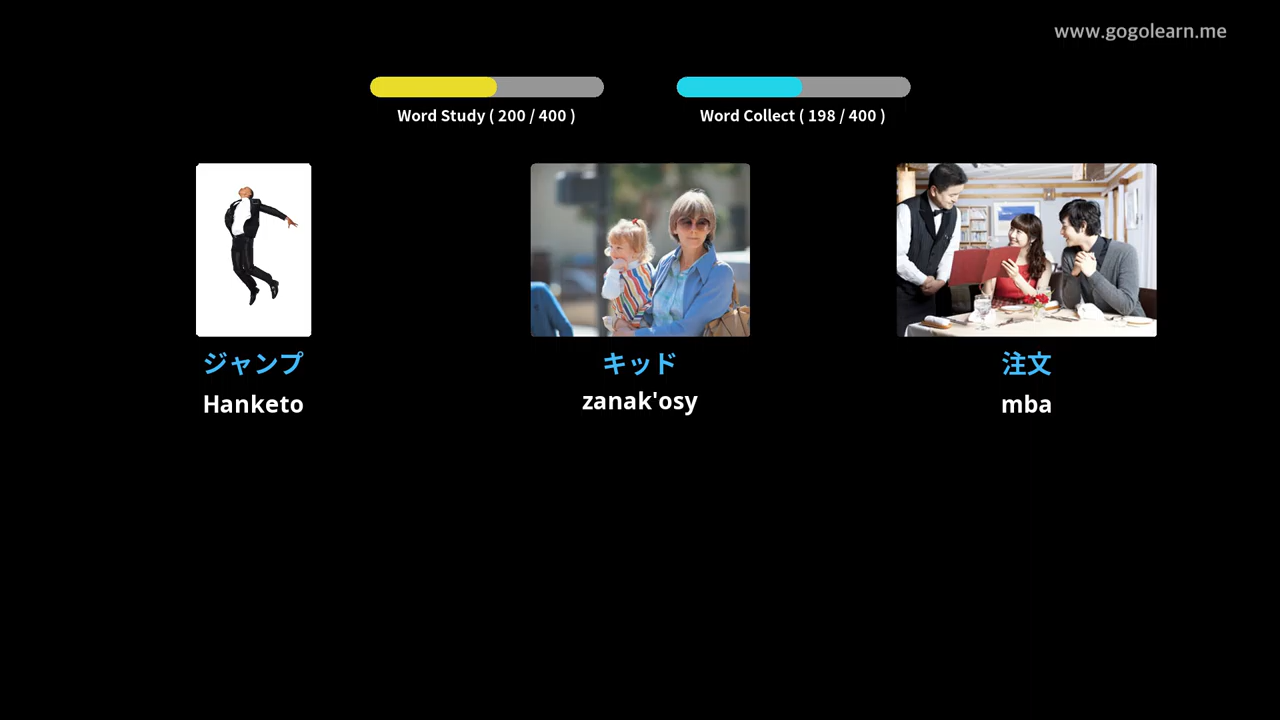 www.gogolearn.me
Word Study ( 200 / 400 )
Word Collect ( 198 / 400 )
ジャンプ
キッド
注文
Hanketo
zanak'osy
mba